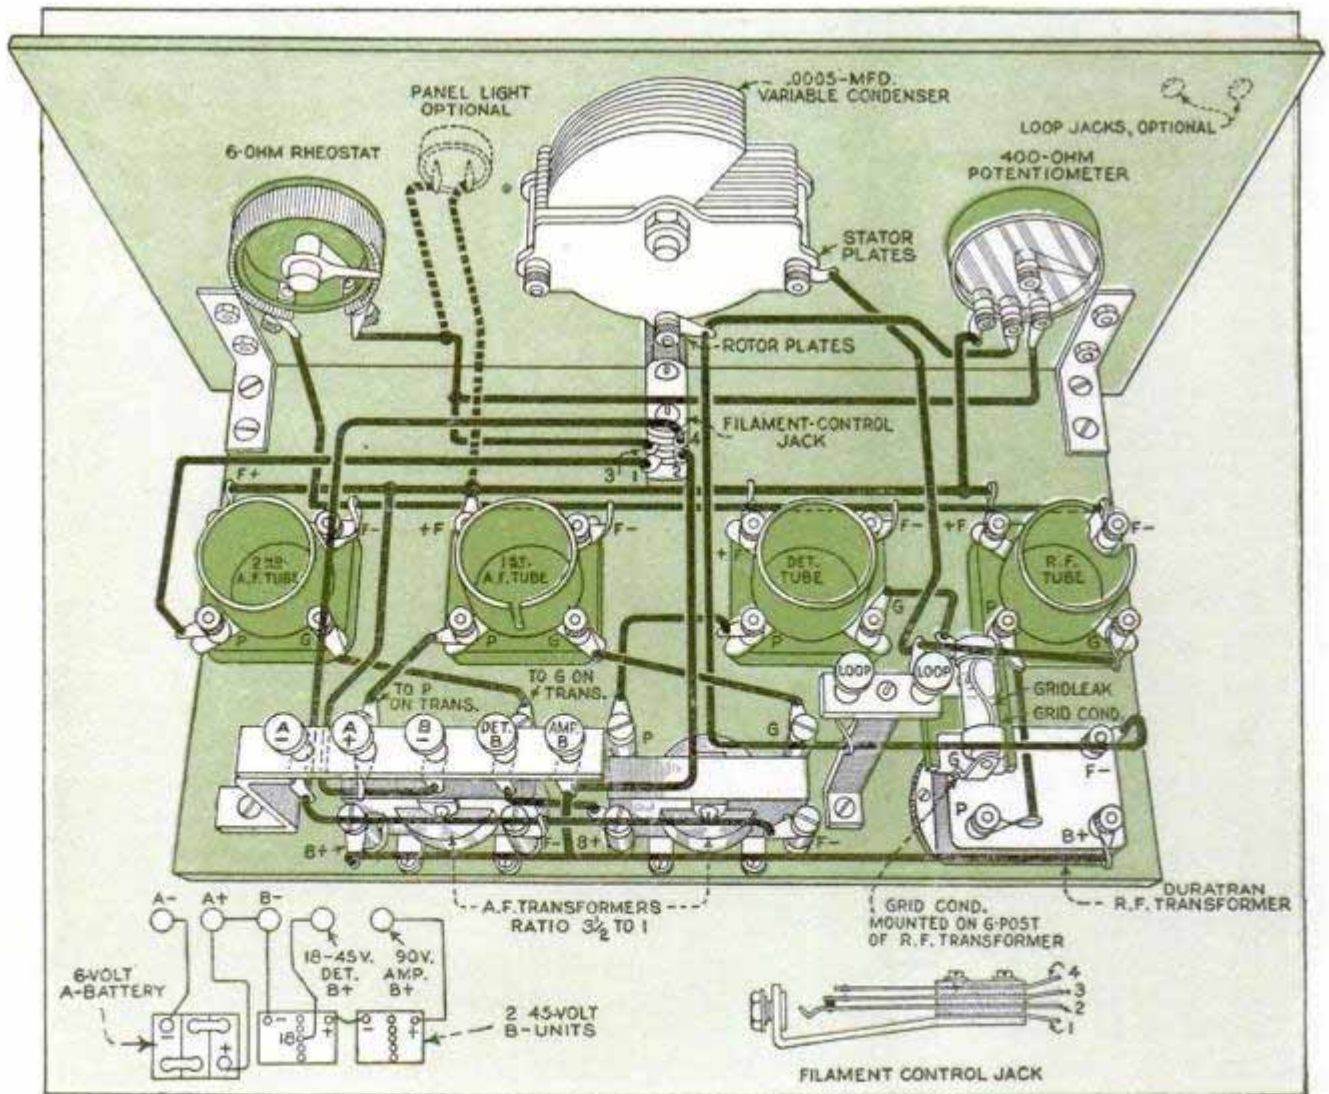 .0005-MFD.
VARIABLE CONDENSER
PANEL LIGHT
OPTIONAL
LOOP JACKS, OPTIONAL
6-OHM RHEOSTAT
400-OHM
POTENTIOMETER
STATOR
PLATES
ROTOR PLATES
FILAMENT-CONTROL
JACK
4
3 1 2
F+
F-
+F
F-
+F
F-
+F
F-
2ND
A.F. TUBE
1ST
A.F. TUBE
DET.
TUBE
R.F.
TUBE
P G
P G
G
P
G
TO P
ON TRANS.
TO G ON
TRANS.
LOOP
LOOP
GRIDLEAK
GRID COND.
A
-
A
+
B
-
DET.
B
AMP.
B
P
G
G
F-
P
B+
B+
F-
B+
F-
A.F. TRANSFORMERS
RATIO 3½ TO 1
GRID COND.
MOUNTED ON G-POST
OF R.F. TRANSFORMER
DURATRAN
R.F. TRANSFORMER
A- A+ B-
18-45V.
DET.
B+
90V.
AMP.
B+
6-VOLT
A-BATTERY
- +
- 18 +
- +
2 45-VOLT
B-UNITS
4
3
2
1
FILAMENT CONTROL JACK